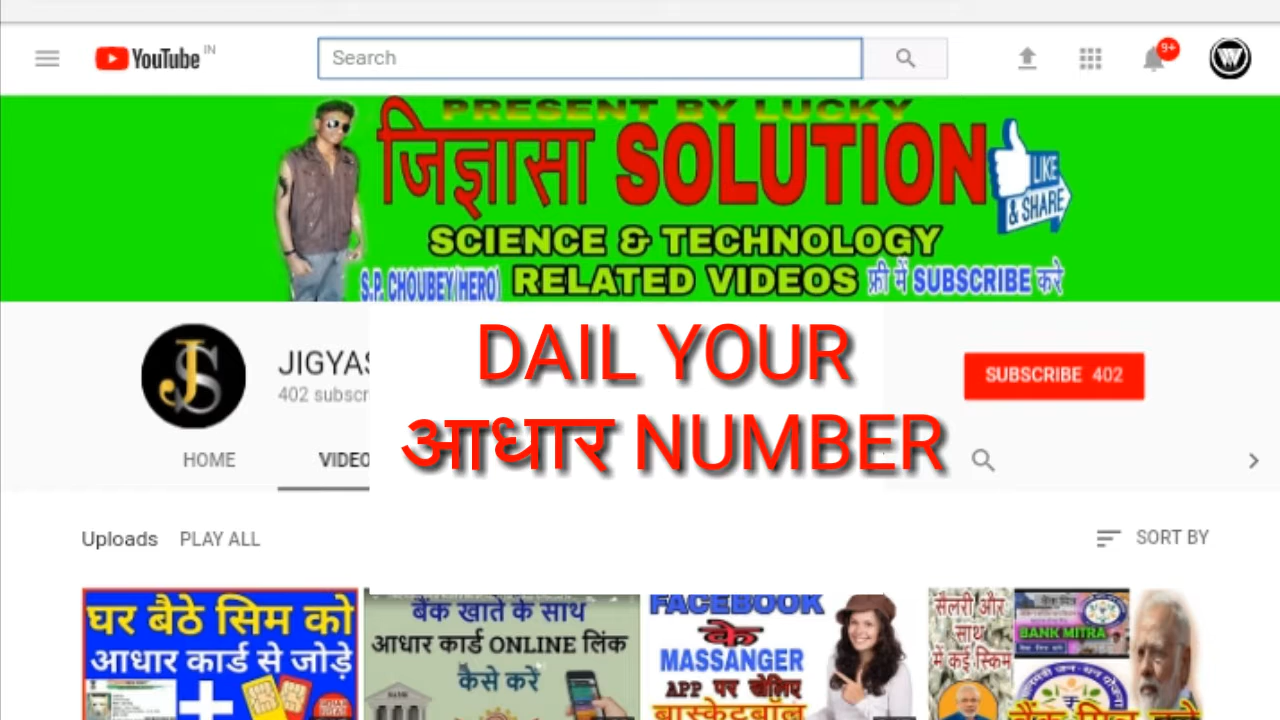 YouTube IN
Search
9+
PRESENT BY LUCKY
जिज्ञासा SOLUTION
LIKE
& SHARE
SCIENCE & TECHNOLOGY
S.P. CHOUBEY(HERO) RELATED VIDEOS फ्री में SUBSCRIBE करे
DAIL YOUR
JIGYAS
402 subscr
SUBSCRIBE 402
आधार NUMBER
HOME VIDEO
Uploads PLAY ALL SORT BY
घर बैठे सिम को
आधार कार्ड से जोड़े
बैंक खाते के साथ
आधार कार्ड ONLINE लिंक
कैसे करें
BANK
FACEBOOK
के
MASSANGER
APP पर खेलिए
बास्केटबॉल
सैलरी और
साथ
में कई स्किम
BANK MITRA